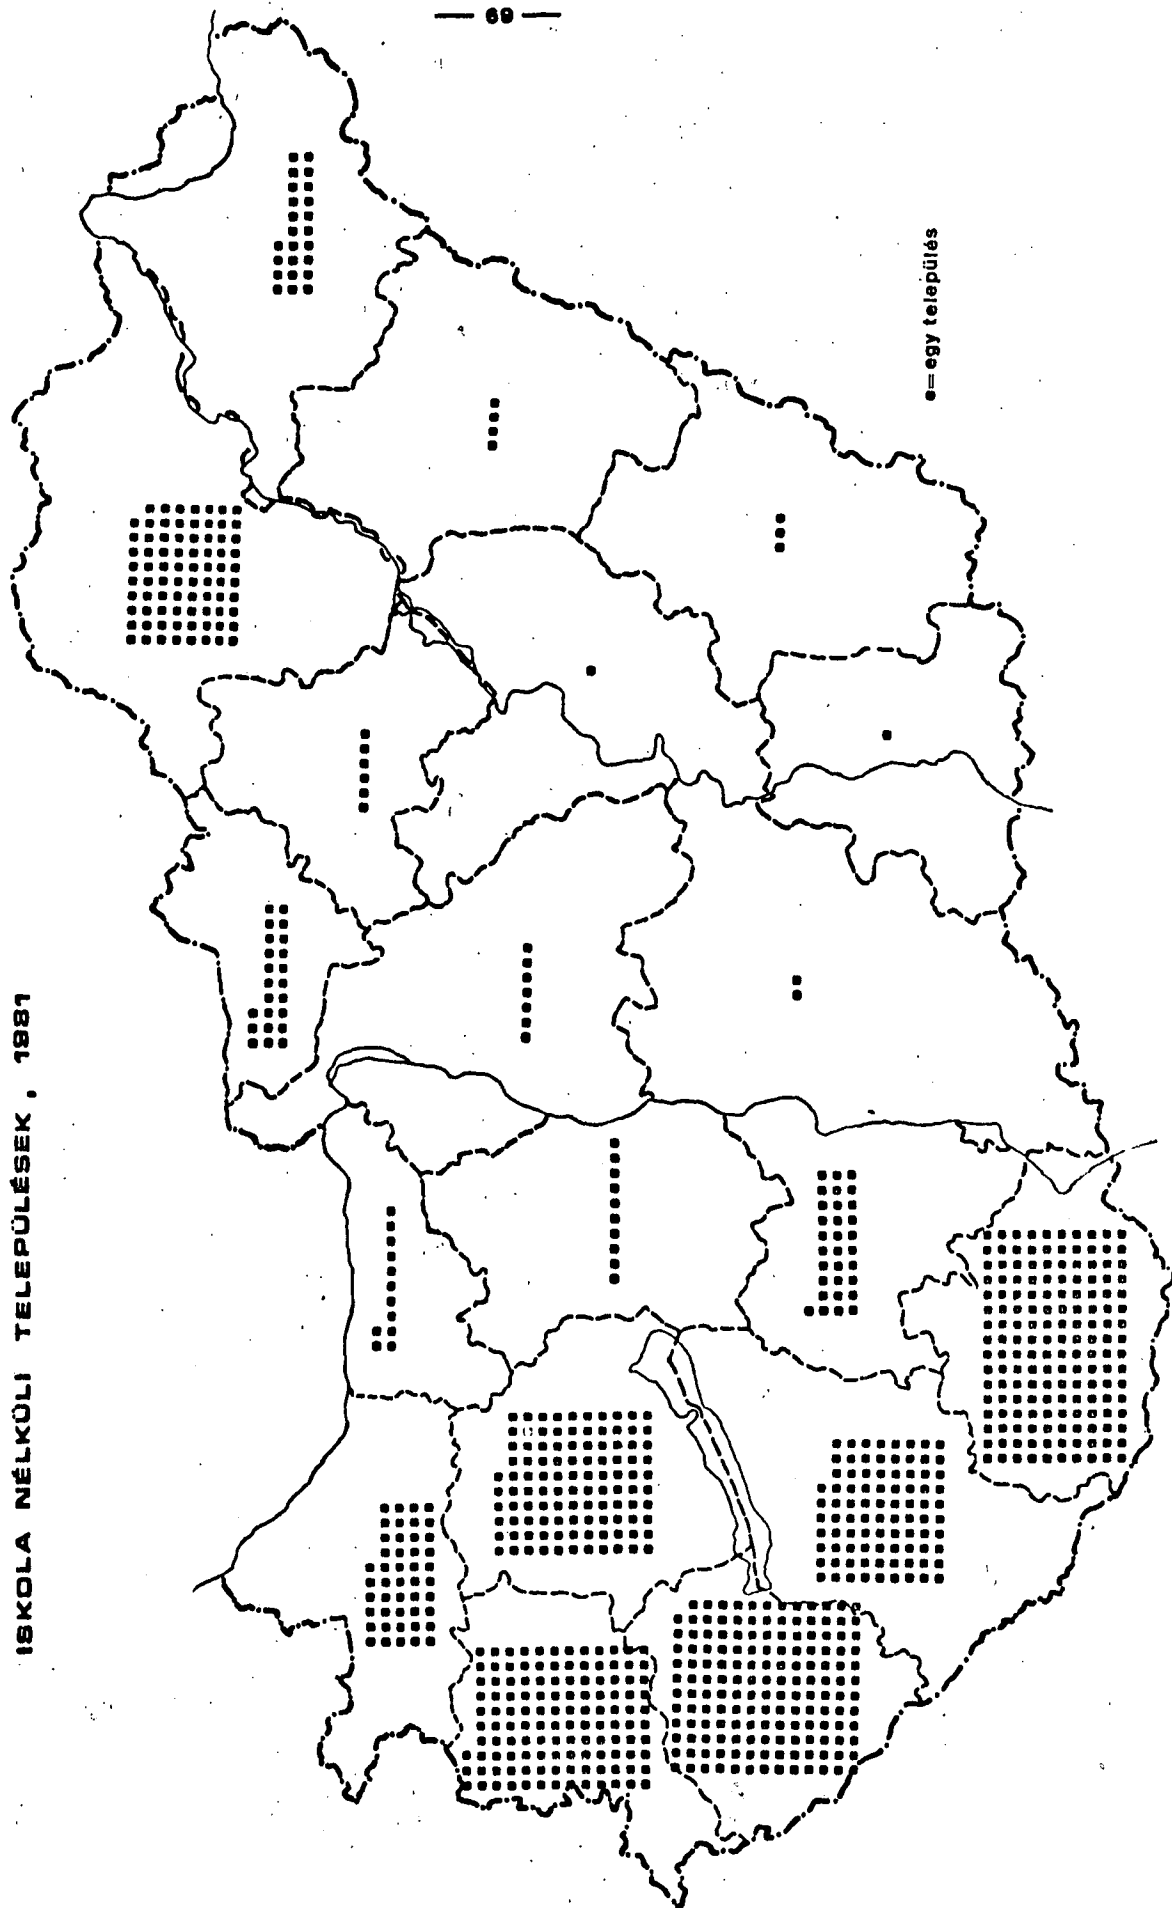 — 69 —
ISKOLA NÉLKÜLI TELEPÜLÉSEK, 1981
= egy település